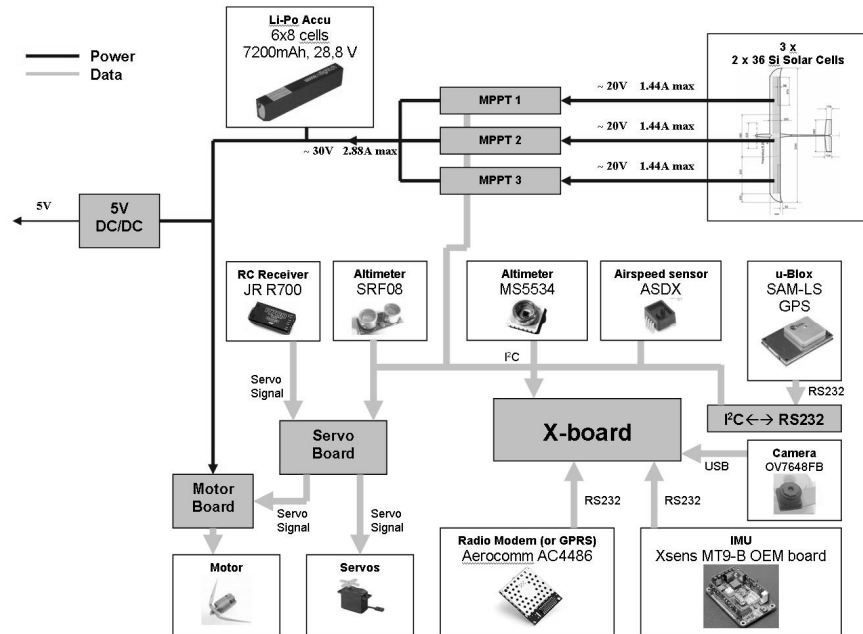 Power
Data
Li-Po Accu
6x8 cells
7200mAh, 28,8 V
3 x
2 x 36 Si Solar Cells
MPPT 1
~ 20V 1.44A max
MPPT 2
~ 20V 1.44A max
~ 30V 2.88A max
MPPT 3
~ 20V 1.44A max
5V
5V
DC/DC
RC Receiver
JR R700
Altimeter
SRF08
Altimeter
MS5534
Airspeed sensor
ASDX
u-Blox
SAM-LS
GPS
I²C
Servo
Signal
RS232
I²C ←→ RS232
Servo
Board
X-board
Camera
OV7648FB
USB
Motor
Board
Servo
Signal
Servo
Signal
RS232
RS232
Motor
Servos
Radio Modem (or GPRS)
Aerocomm AC4486
IMU
Xsens MT9-B OEM board